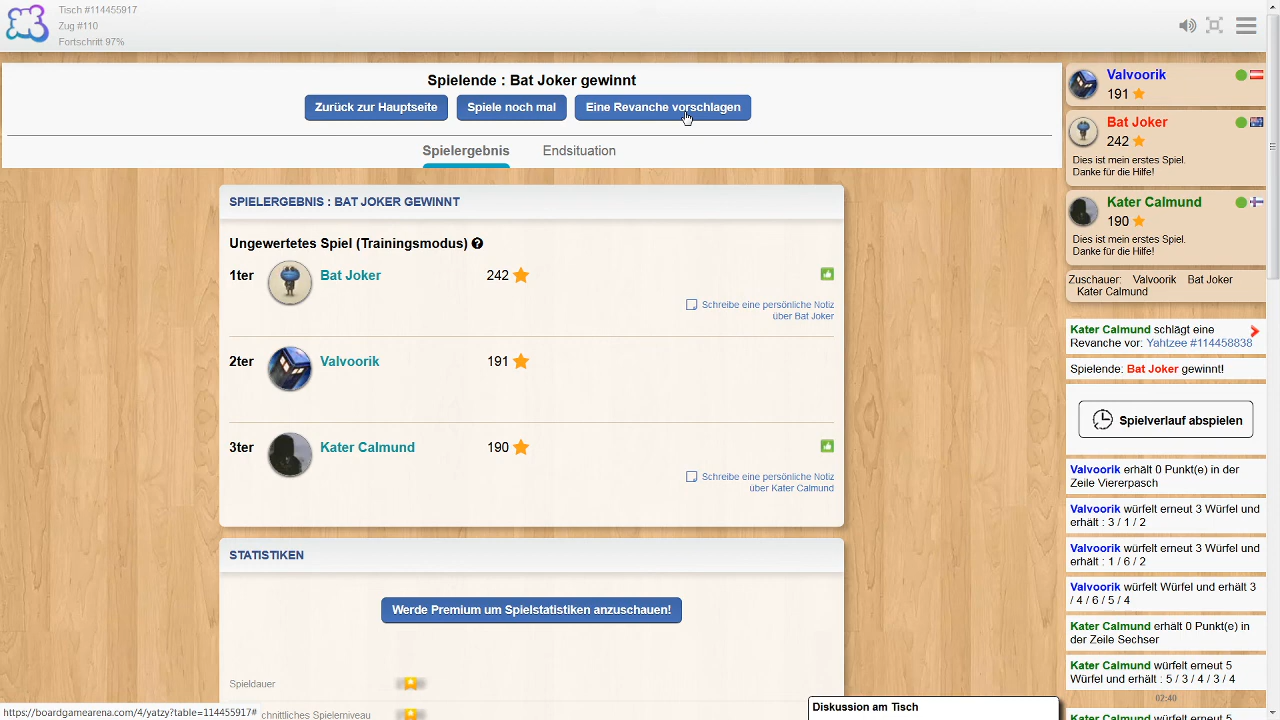 Tisch #114455917
Zug #110
Fortschritt 97%
Spielende : Bat Joker gewinnt
Zurück zur Hauptseite
Spiele noch mal
Eine Revanche vorschlagen
Spielergebnis
Endsituation
SPIELERGEBNIS : BAT JOKER GEWINNT
Ungewertetes Spiel (Trainingsmodus)
1ter
Bat Joker
242
Schreibe eine persönliche Notiz
über Bat Joker
2ter
Valvoorik
191
3ter
Kater Calmund
190
Schreibe eine persönliche Notiz
über Kater Calmund
STATISTIKEN
Werde Premium um Spielstatistiken anzuschauen!
Spieldauer
chnittliches Spielerniveau
https://boardgamearena.com/4/yatzy?table=114455917#
Valvoorik
191
Bat Joker
242
Dies ist mein erstes Spiel.
Danke für die Hilfe!
Kater Calmund
190
Dies ist mein erstes Spiel.
Danke für die Hilfe!
Zuschauer: Valvoorik Bat Joker
Kater Calmund
Kater Calmund schlägt eine
Revanche vor: Yahtzee #114458838
Spielende: Bat Joker gewinnt!
Spielverlauf abspielen
Valvoorik erhält 0 Punkt(e) in der
Zeile Viererpasch
Valvoorik würfelt erneut 3 Würfel und
erhält : 3 / 1 / 2
Valvoorik würfelt erneut 3 Würfel und
erhält : 1 / 6 / 2
Valvoorik würfelt Würfel und erhält 3
/ 4 / 6 / 5 / 4
Kater Calmund erhält 0 Punkt(e) in
der Zeile Sechser
Kater Calmund würfelt erneut 5
Würfel und erhält : 5 / 3 / 4 / 3 / 4
02:40
Kater Calmund würfelt erneut 5
Diskussion am Tisch